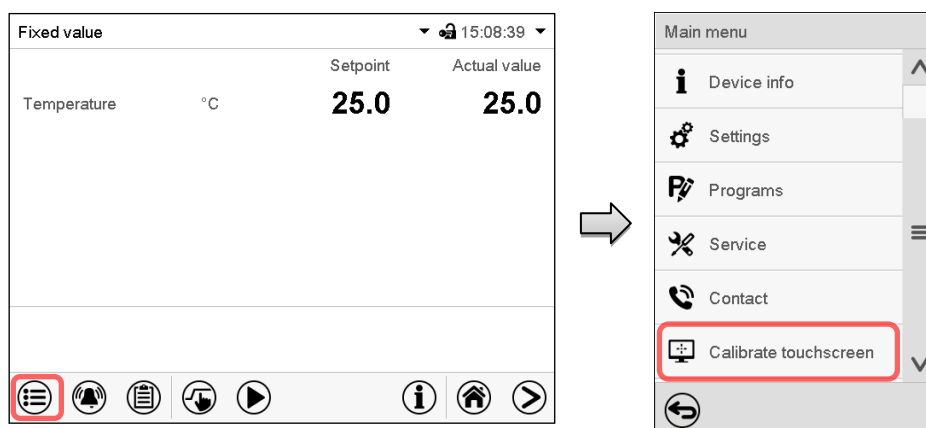 Fixed value 15:08:39
Setpoint Actual value
Temperature °C 25.0 25.0
Main menu
Device info
Settings
Programs
Service
Contact
Calibrate touchscreen